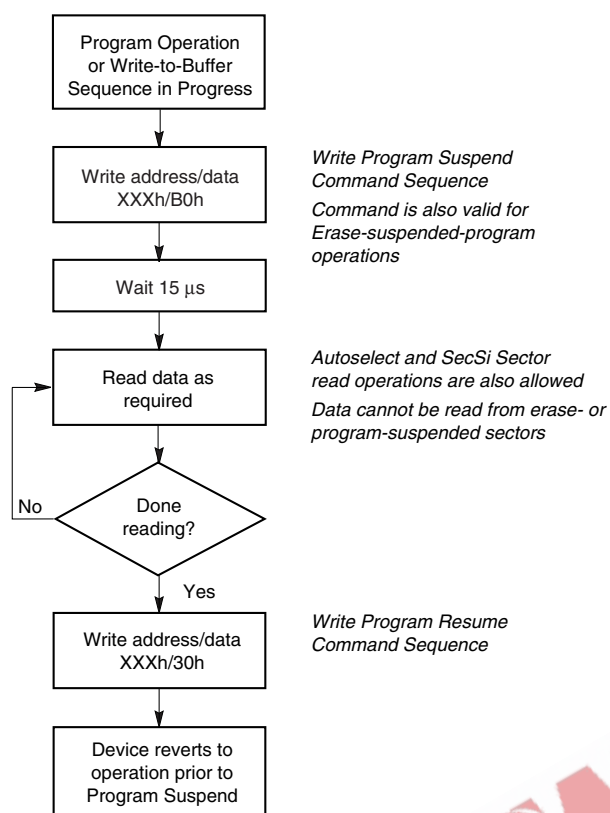 Program Operation
or Write-to-Buffer
Sequence in Progress
Write address/data
XXXh/B0h
Write Program Suspend
Command Sequence
Command is also valid for
Erase-suspended-program
operations
Wait 15 μs
Read data as
required
Autoselect and SecSi Sector
read operations are also allowed
Data cannot be read from erase- or
program-suspended sectors
No
Done
reading?
Yes
Write address/data
XXXh/30h
Write Program Resume
Command Sequence
Device reverts to
operation prior to
Program Suspend